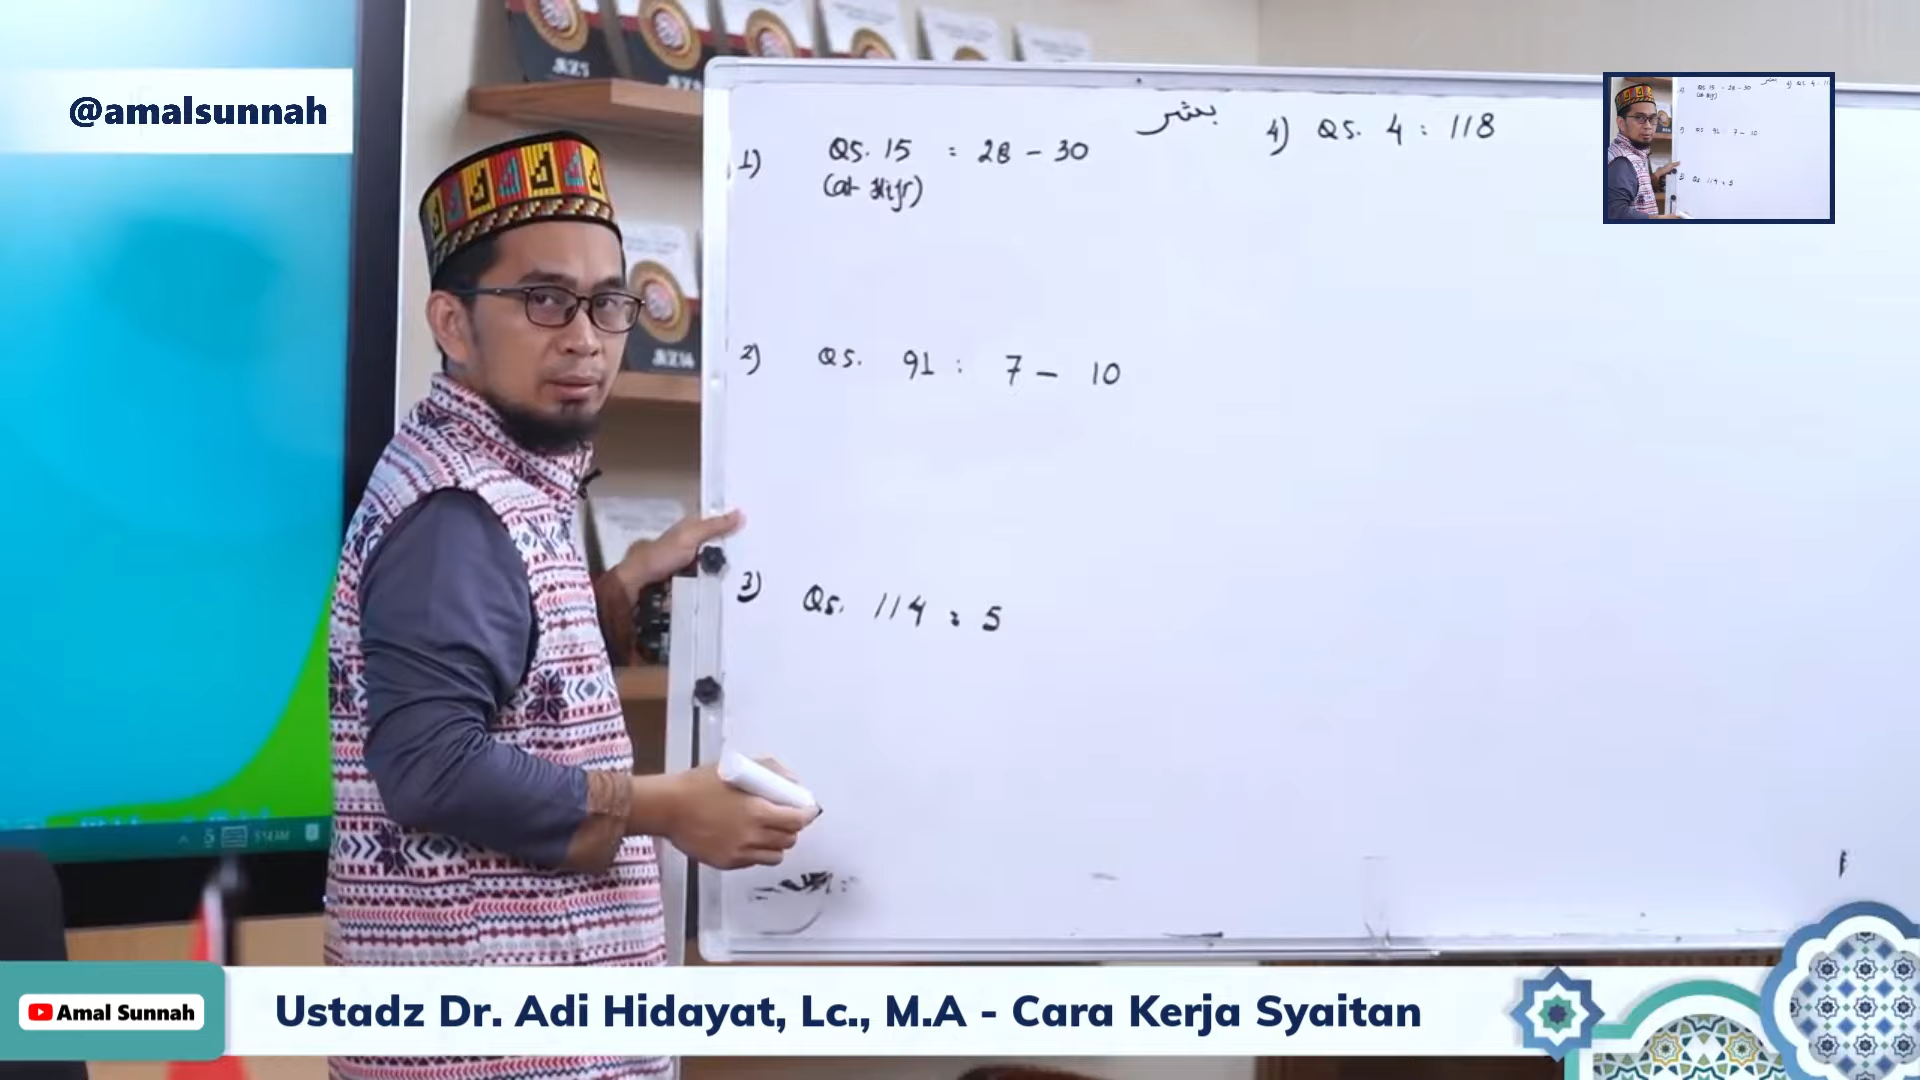 @amalsunnah
بشر
1) QS. 15 : 28 - 30
(al-Hijr)
4) QS. 4 : 118
2) QS. 91 : 7 - 10
3) QS. 114 : 5
Amal Sunnah
Ustadz Dr. Adi Hidayat, Lc., M.A - Cara Kerja Syaitan